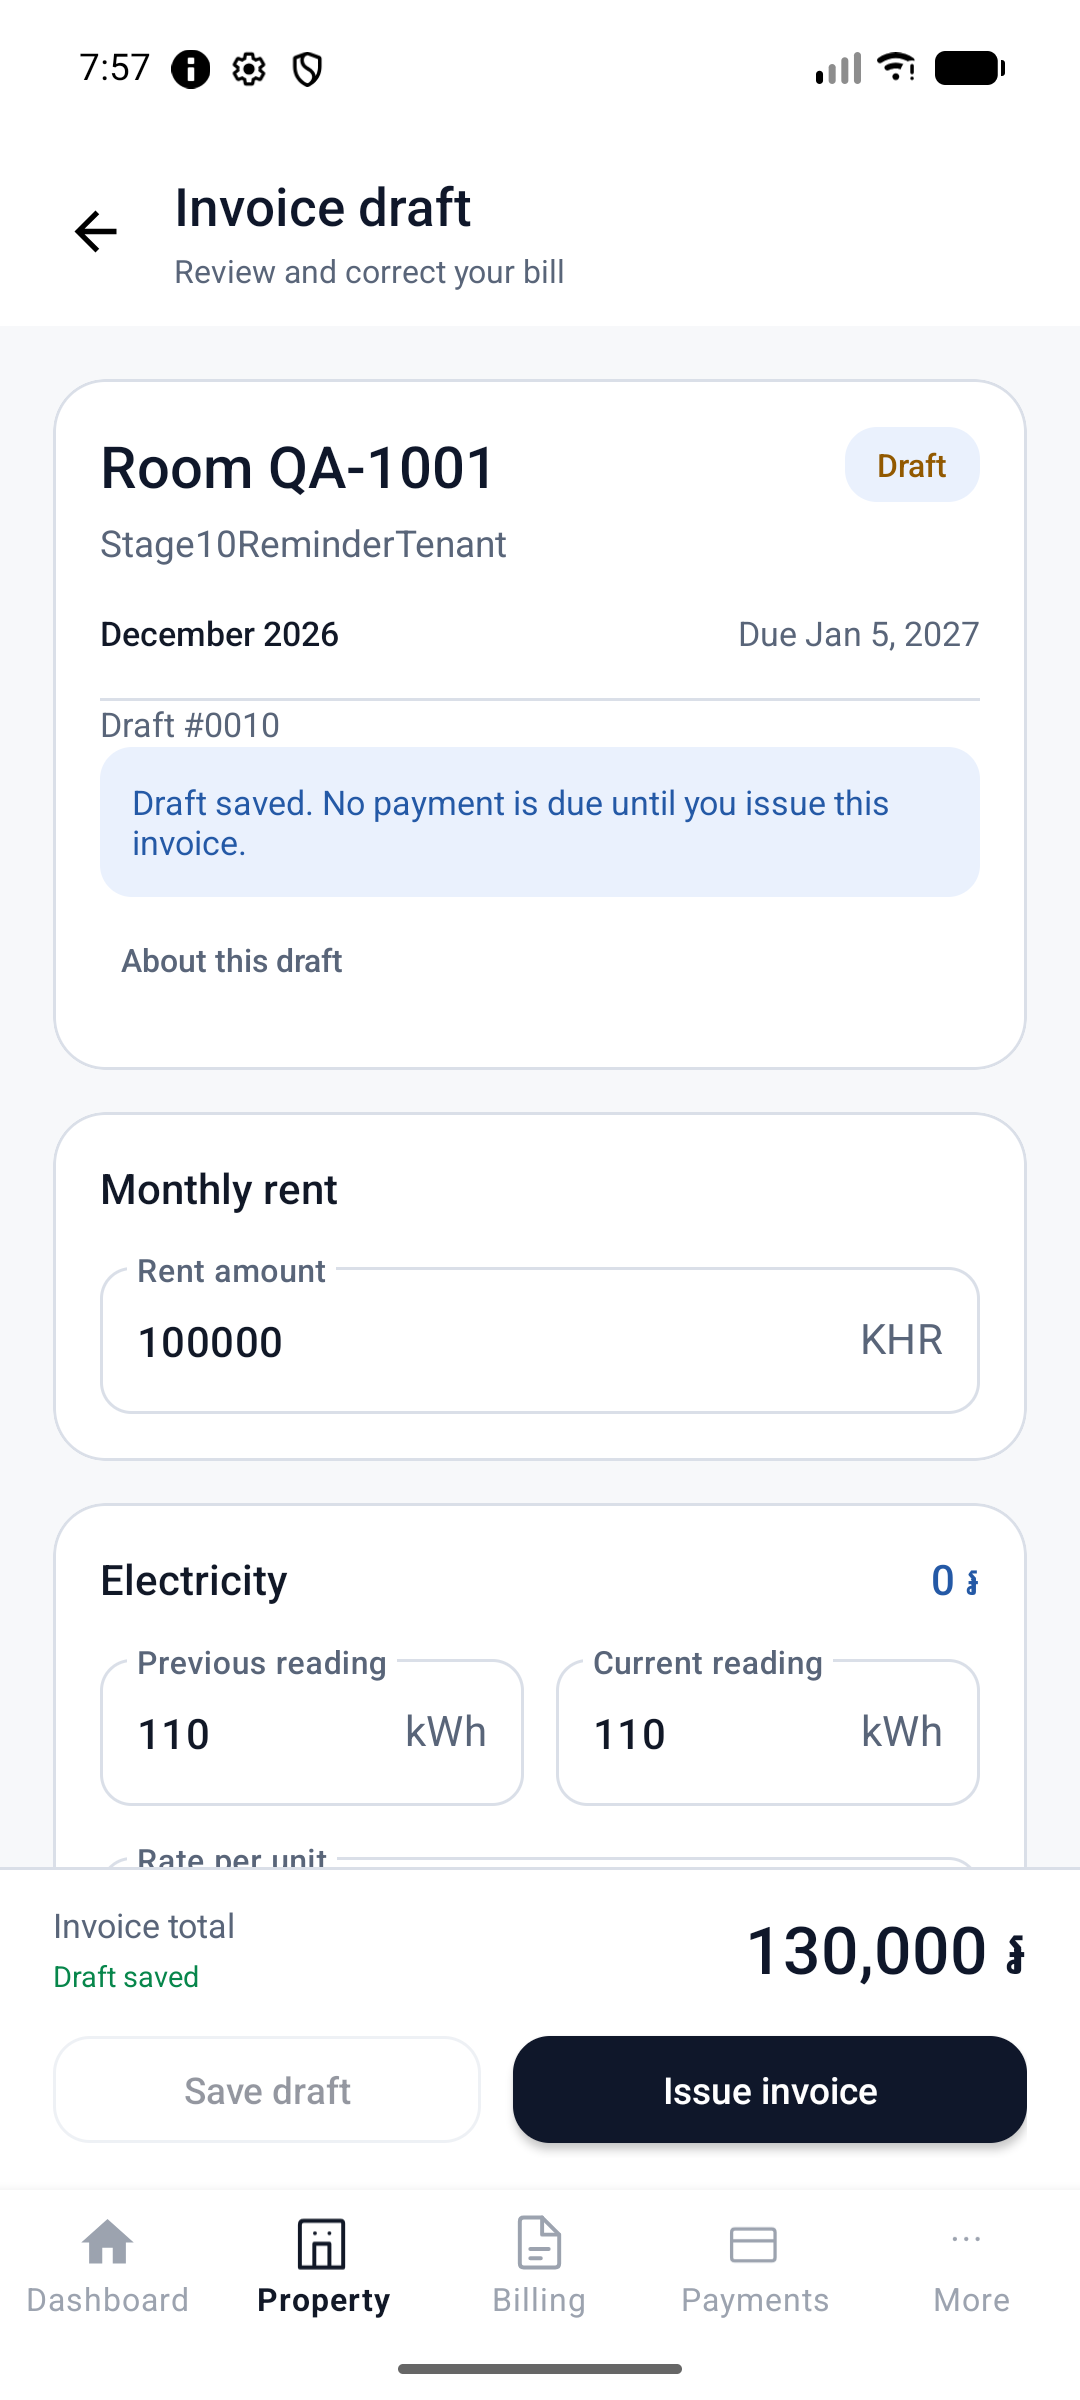 7:57
Invoice draft
Review and correct your bill
Room QA-1001
Draft
Stage10ReminderTenant
December 2026
Due Jan 5, 2027
Draft #0010
Draft saved. No payment is due until you issue this
invoice.
About this draft
Monthly rent
Rent amount
100000
KHR
Electricity
0 ៛
Previous reading
Current reading
110
kWh
110
kWh
Rate per unit
Invoice total
130,000 ៛
Draft saved
Save draft
Issue invoice
Dashboard
Property
Billing
Payments
More